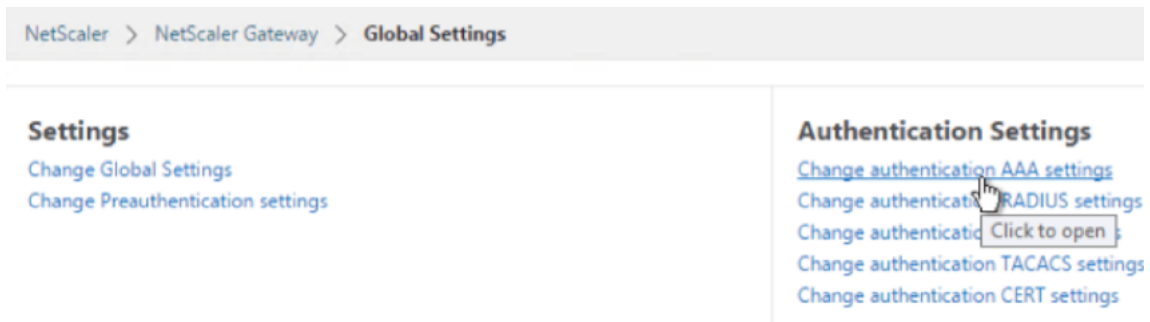 NetScaler > NetScaler Gateway > Global Settings
Settings
Change Global Settings
Change Preauthentication settings
Authentication Settings
Change authentication AAA settings
Change authenticati RADIUS settings
Change authenticatio
Click to open
Change authentication TACACS settings
Change authentication CERT settings